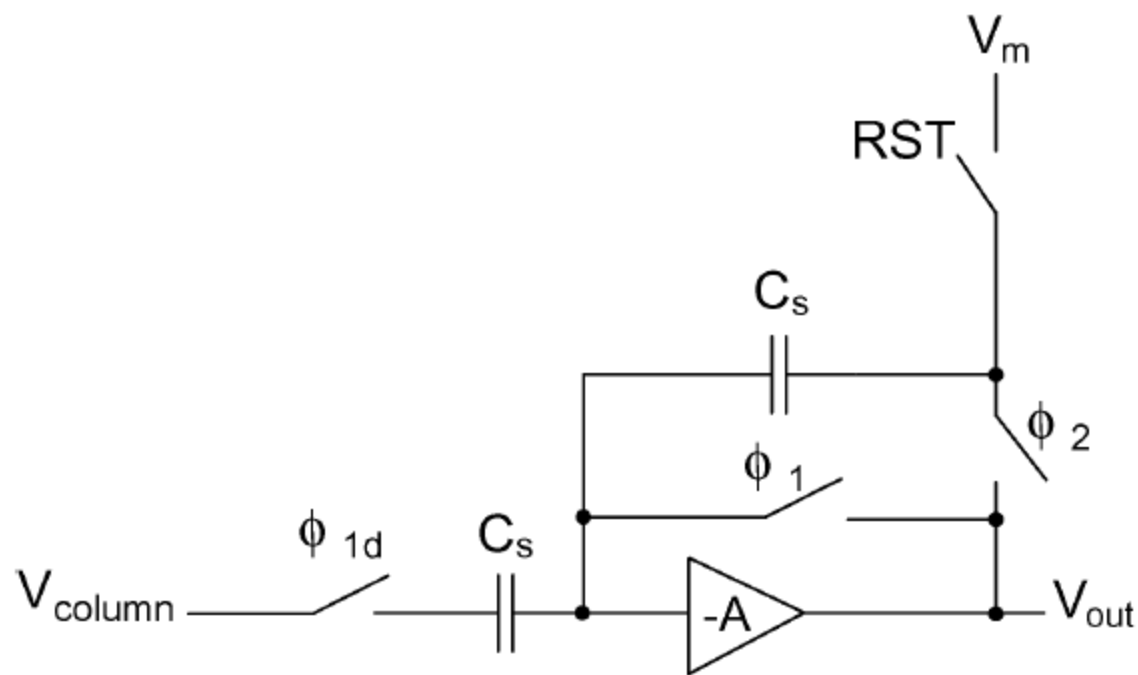 Vm
RST
Cs
ϕ 2
ϕ 1
ϕ 1d
Cs
Vcolumn
-A
Vout